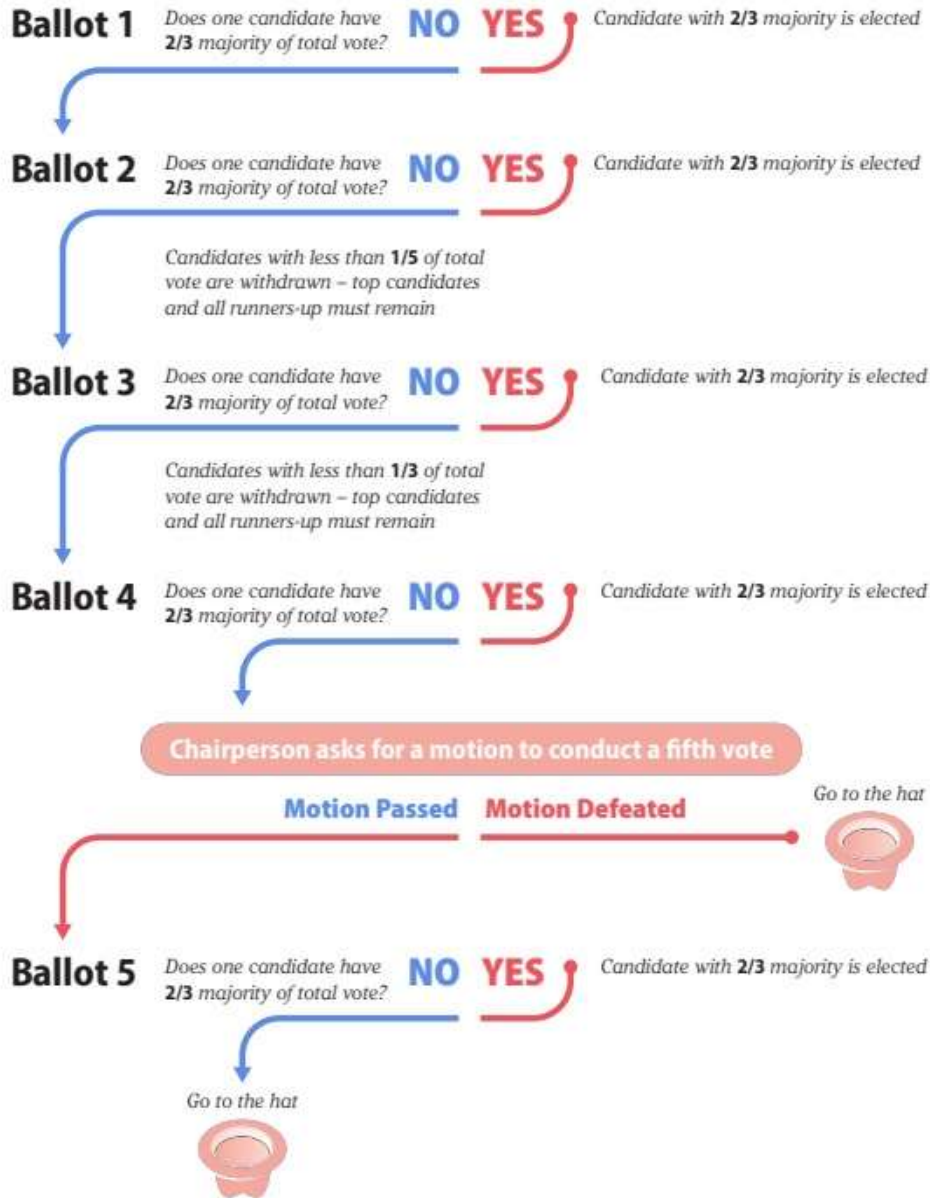 Ballot 1 Does one candidate have NO YES Candidate with 2/3 majority is elected
2/3 majority of total vote?
Ballot 2 Does one candidate have NO YES Candidate with 2/3 majority is elected
2/3 majority of total vote?
Candidates with less than 1/5 of total
vote are withdrawn – top candidates
and all runners-up must remain
Ballot 3 Does one candidate have NO YES Candidate with 2/3 majority is elected
2/3 majority of total vote?
Candidates with less than 1/3 of total
vote are withdrawn – top candidates
and all runners-up must remain
Ballot 4 Does one candidate have NO YES Candidate with 2/3 majority is elected
2/3 majority of total vote?
Chairperson asks for a motion to conduct a fifth vote
Motion Passed Motion Defeated Go to the hat
Ballot 5 Does one candidate have NO YES Candidate with 2/3 majority is elected
2/3 majority of total vote?
Go to the hat